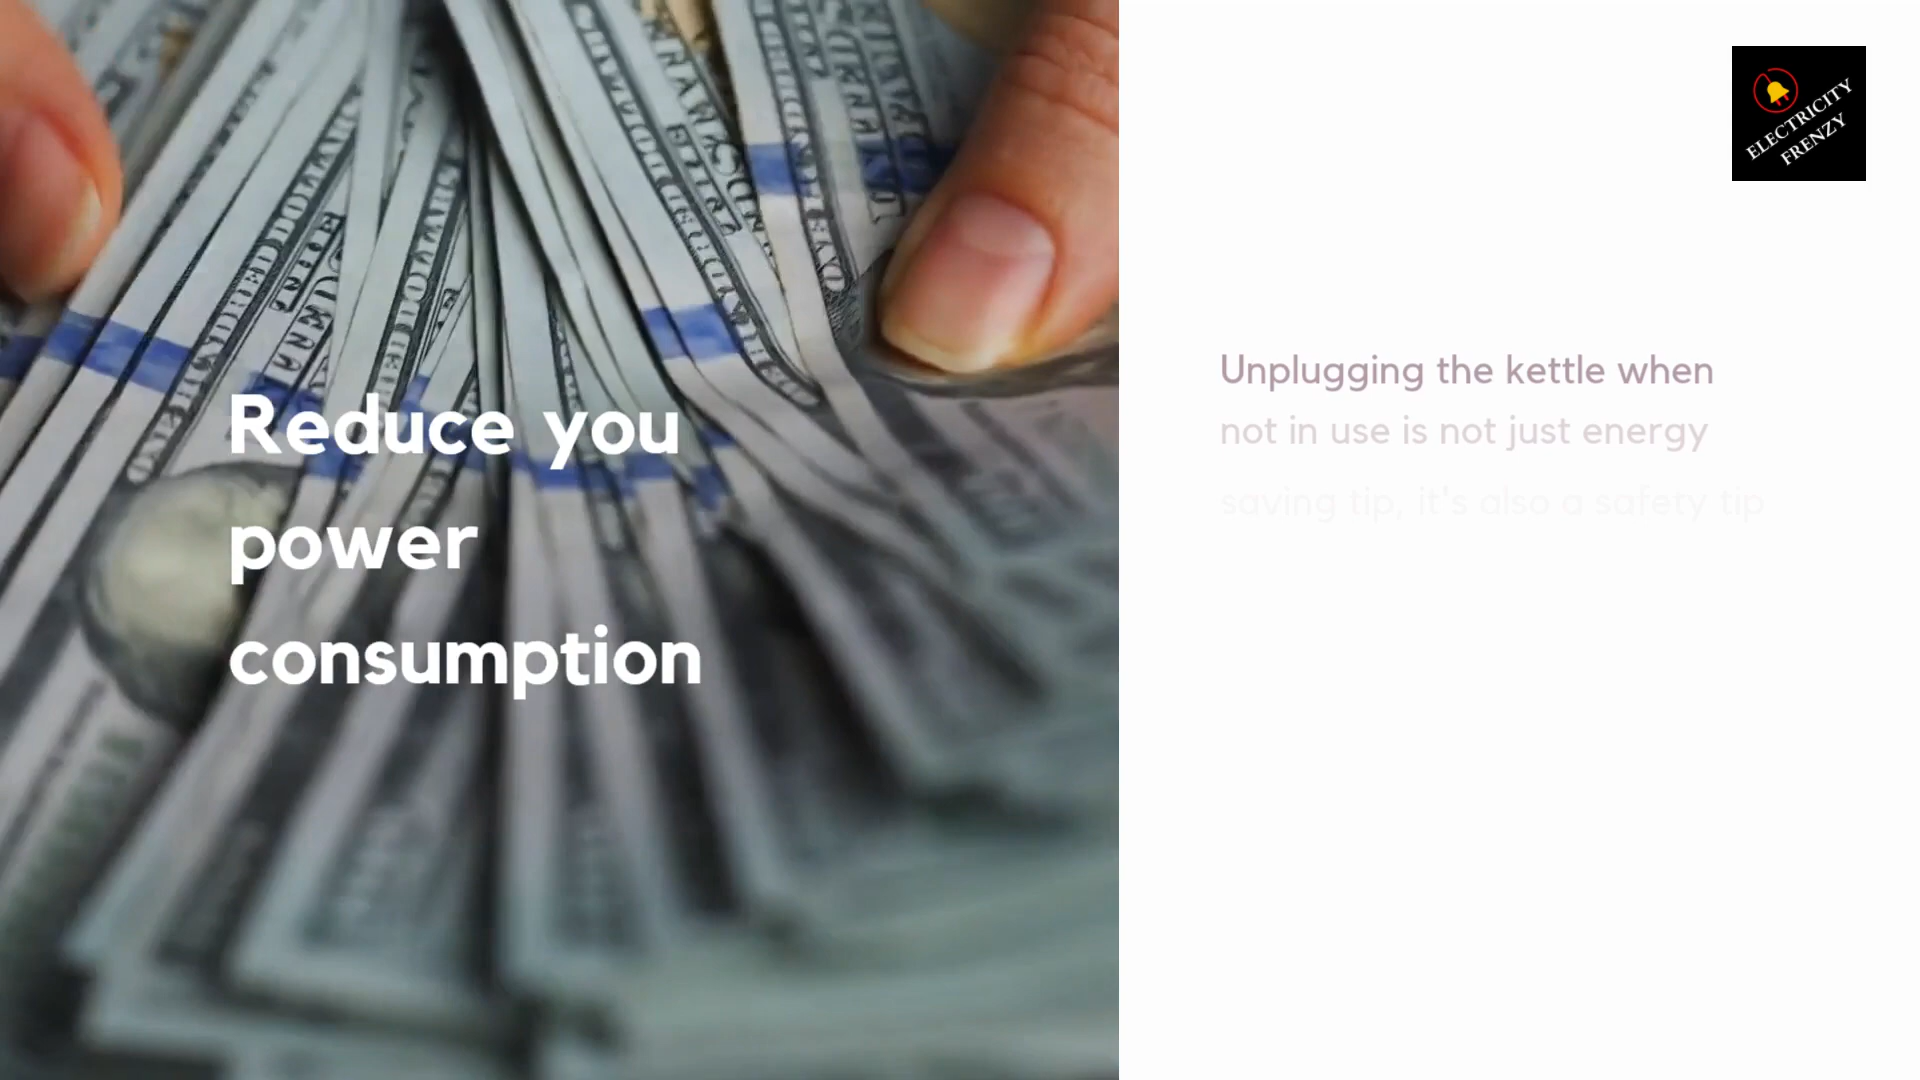 Reduce you
power
consumption
ELECTRICITY
FRENZY
Unplugging the kettle when
not in use is not just energy
saving tip, it's also a safety tip